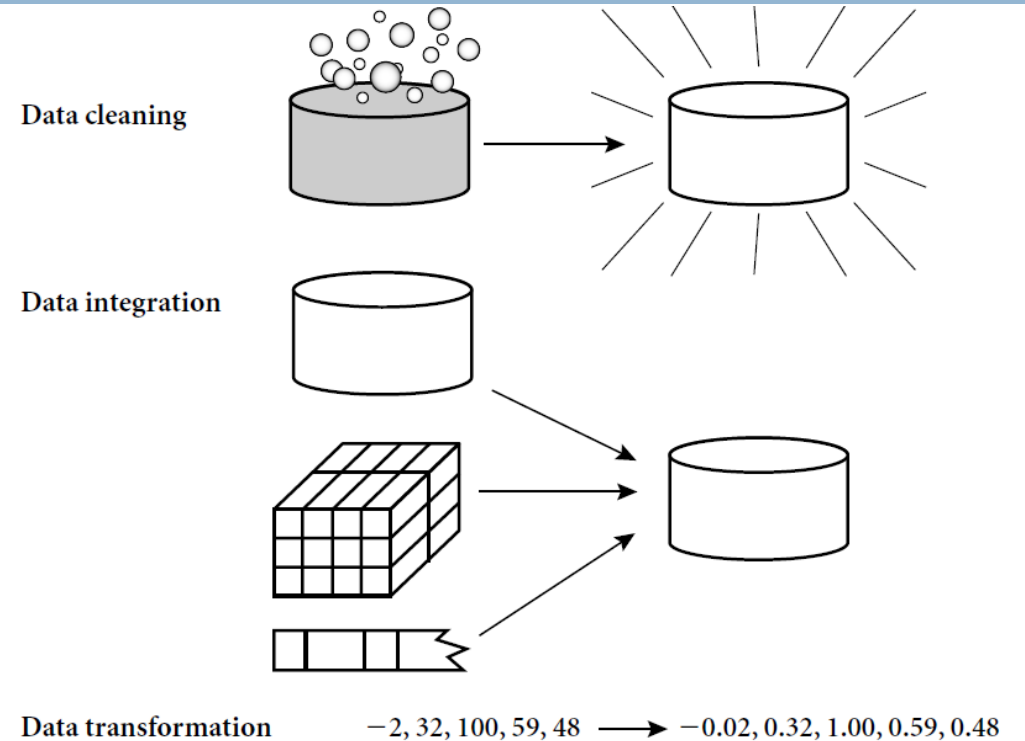 Data cleaning
Data integration
Data transformation −2, 32, 100, 59, 48 → −0.02, 0.32, 1.00, 0.59, 0.48